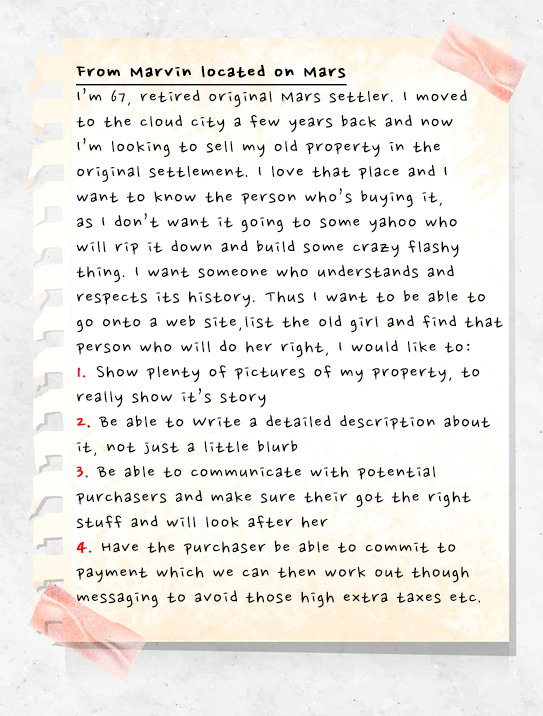 From Marvin located on Mars
I'm 67, retired original Mars settler. I moved
to the cloud city a few years back and now
I'm looking to sell my old property in the
original settlement. I love that place and I
want to know the person who's buying it,
as I don't want it going to some yahoo who
will rip it down and build some crazy flashy
thing. I want someone who understands and
respects its history. Thus I want to be able to
go onto a web site,list the old girl and find that
person who will do her right, I would like to:
1. Show plenty of pictures of my property, to
really show it's story
2. Be able to write a detailed description about
it, not just a little blurb
3. Be able to communicate with potential
purchasers and make sure their got the right
stuff and will look after her
4. Have the purchaser be able to commit to
payment which we can then work out though
messaging to avoid those high extra taxes etc.